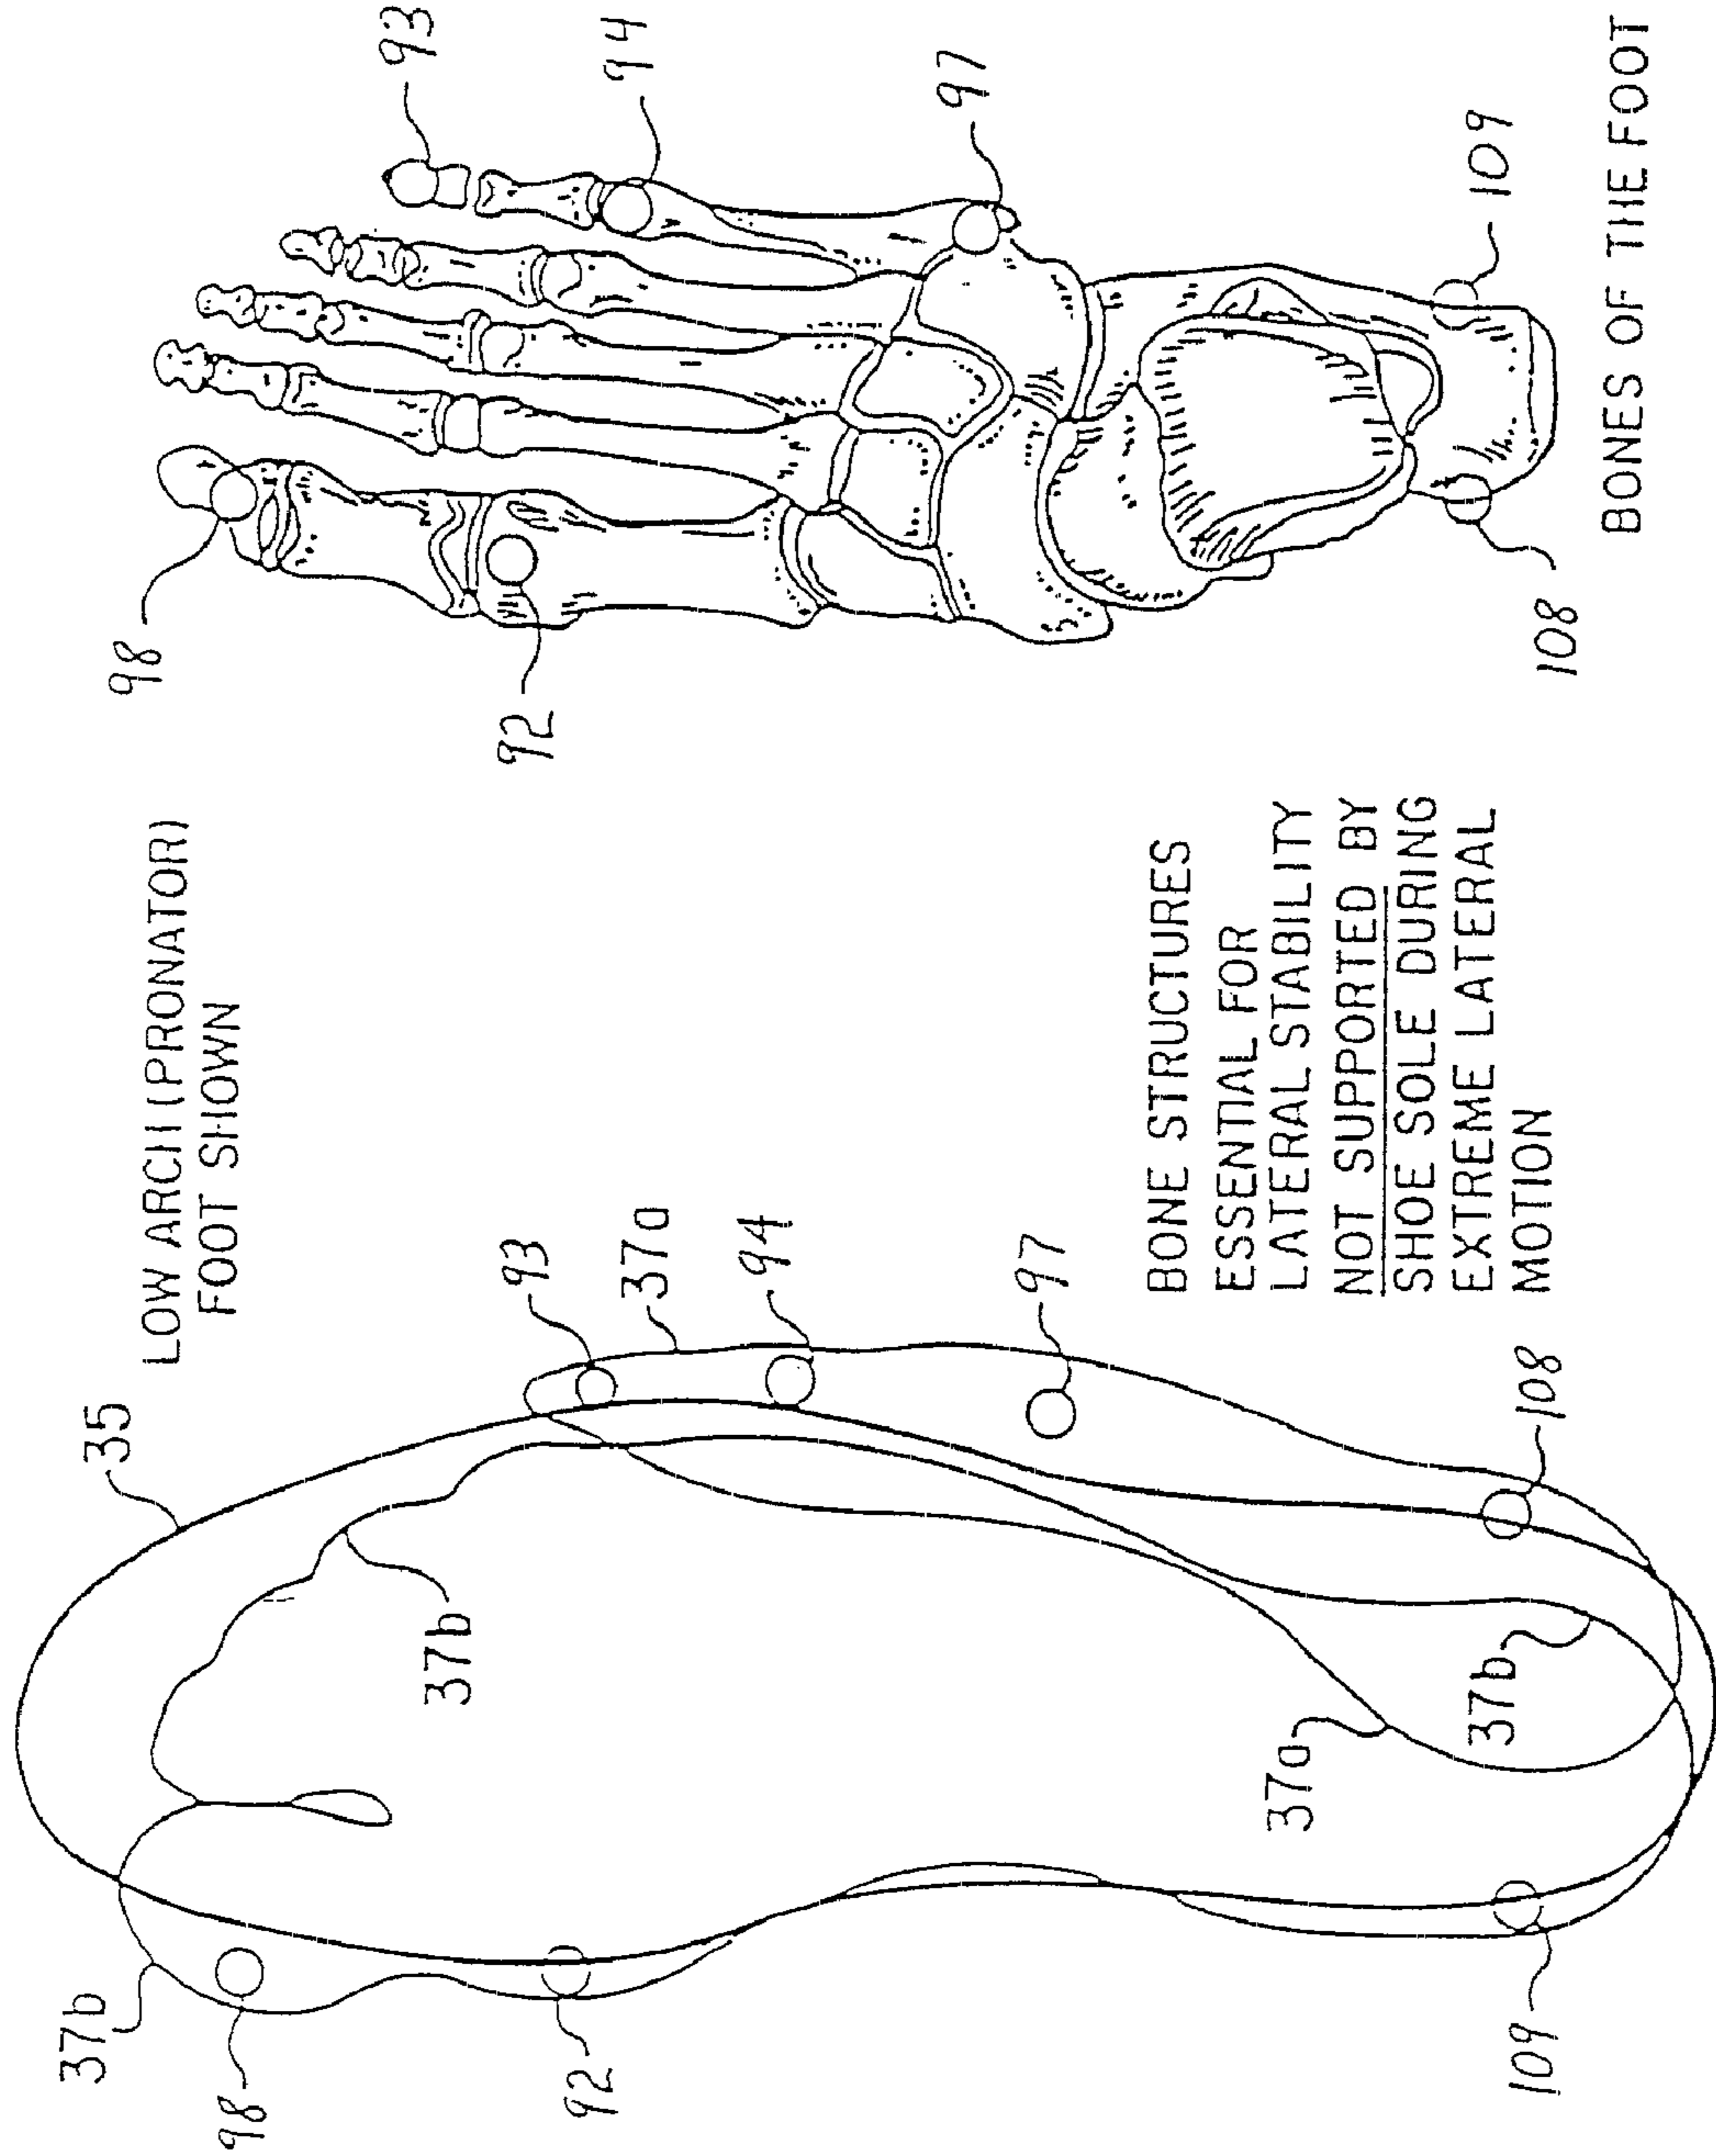 LOW ARCH (PRONATOR)
FOOT SHOWN
35
93
37a
94
97
108
37b
37b
98
92
37b
37a
109
BONE STRUCTURES
ESSENTIAL FOR
LATERAL STABILITY
NOT SUPPORTED BY
SHOE SOLE DURING
EXTREME LATERAL
MOTION
98
92
93
94
97
109
108
BONES OF THE FOOT